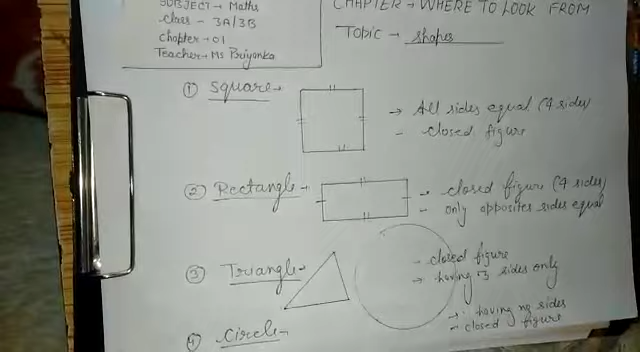 SUBJECT → Maths
Class - 3A/3B
Chapter → 01
Teacher → Ms Priyonka
CHAPTER → WHERE TO LOOK FROM
Topic → shapes
① Square →
→ All sides equal (4 sides)
- closed figure
② Rectangle →
- closed figure (4 sides)
- only opposites sides equal
③ Triangle →
- closed figure
→ having 3 sides only
④ Circle -
→ having no sides
- closed figure